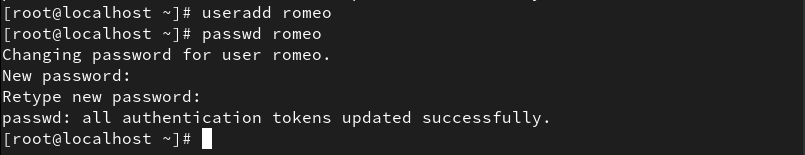 [root@localhost ~]# useradd romeo
[root@localhost ~]# passwd romeo
Changing password for user romeo.
New password:
Retype new password:
passwd: all authentication tokens updated successfully.
[root@localhost ~]#